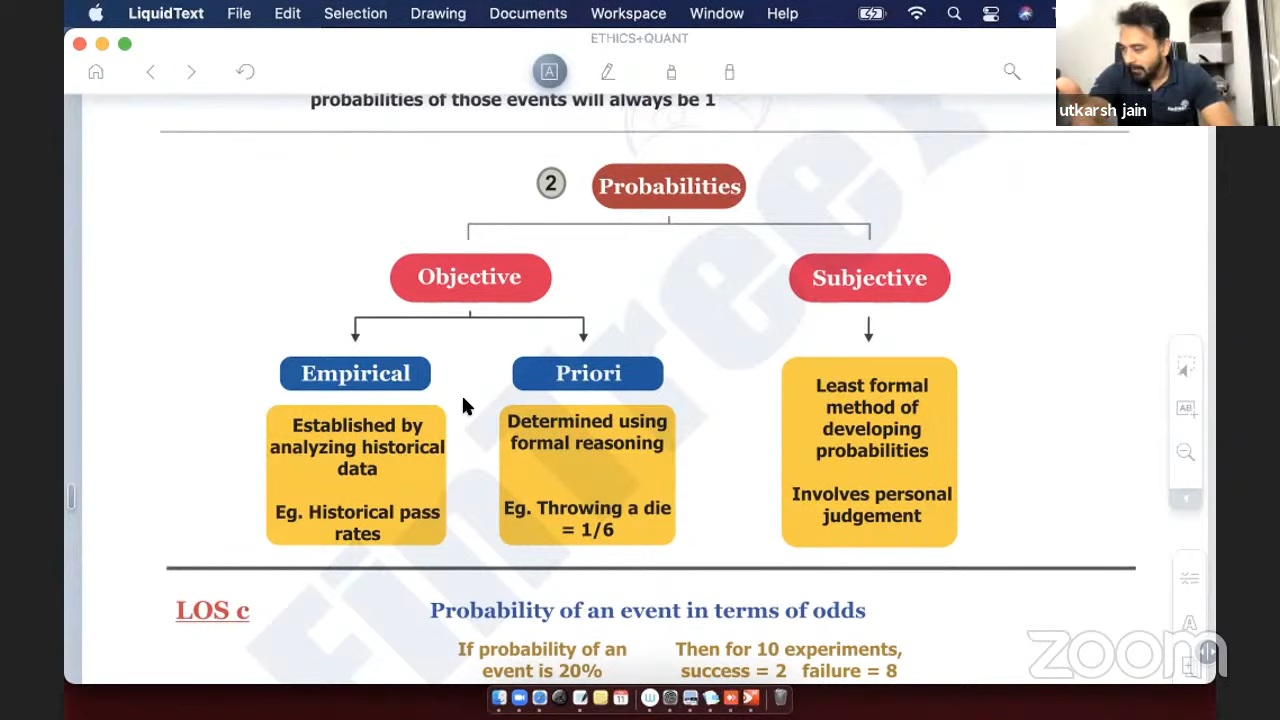 LiquidText File Edit Selection Drawing Documents Workspace Window Help
ETHICS+QUANT
A
utkarsh jain
probabilities of those events will always be 1
2 Probabilities
Objective Subjective
Empirical Priori
Established by
analyzing historical
data
Eg. Historical pass
rates
Determined using
formal reasoning
Eg. Throwing a die
= 1/6
Least formal
method of
developing
probabilities
Involves personal
judgement
LOS c Probability of an event in terms of odds
If probability of an
event is 20%
Then for 10 experiments,
success = 2 failure = 8
AB
A
Fintree
zoom